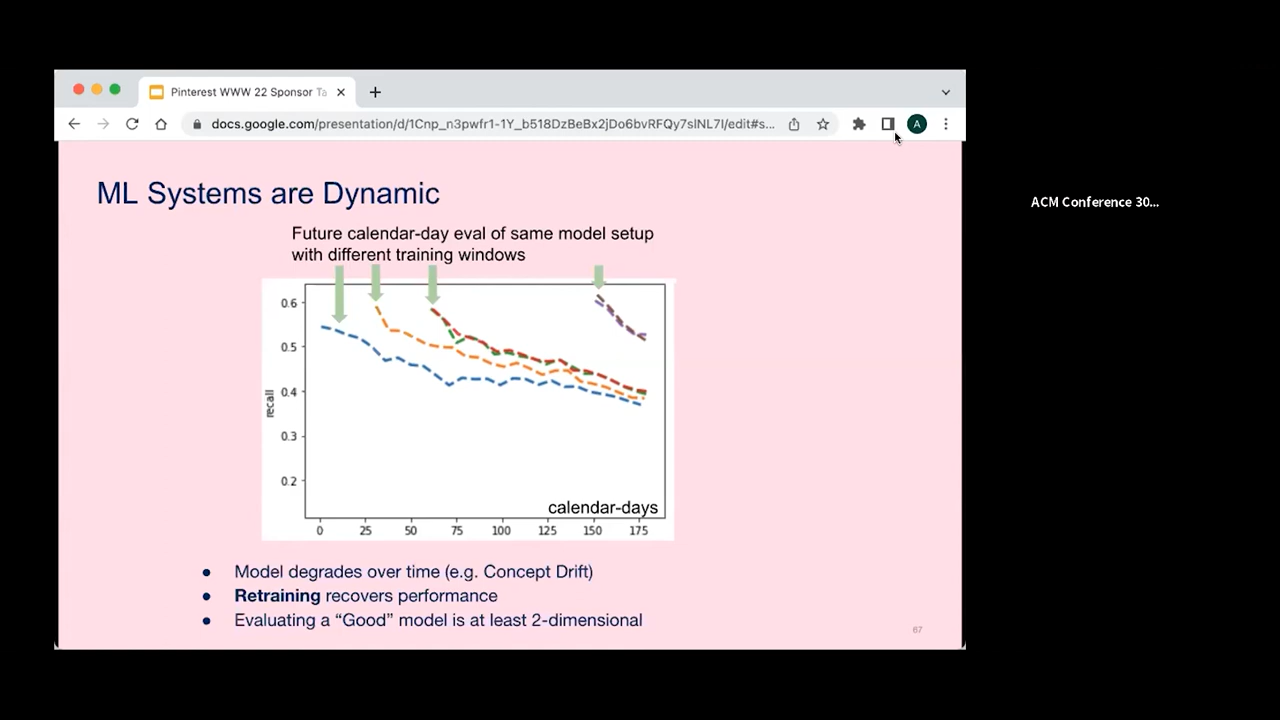 Pinterest WWW 22 Sponsor Ta
docs.google.com/presentation/d/1Cnp_n3pwfr1-1Y_b518DzBeBx2jDo6bvRFQy7slNL7I/edit#s...
A
ML Systems are Dynamic
ACM Conference 30...
Future calendar-day eval of same model setup
with different training windows
0.6
0.5
0.4
0.3
0.2
recall
calendar-days
0 25 50 75 100 125 150 175
● Model degrades over time (e.g. Concept Drift)
● Retraining recovers performance
● Evaluating a “Good” model is at least 2-dimensional
67